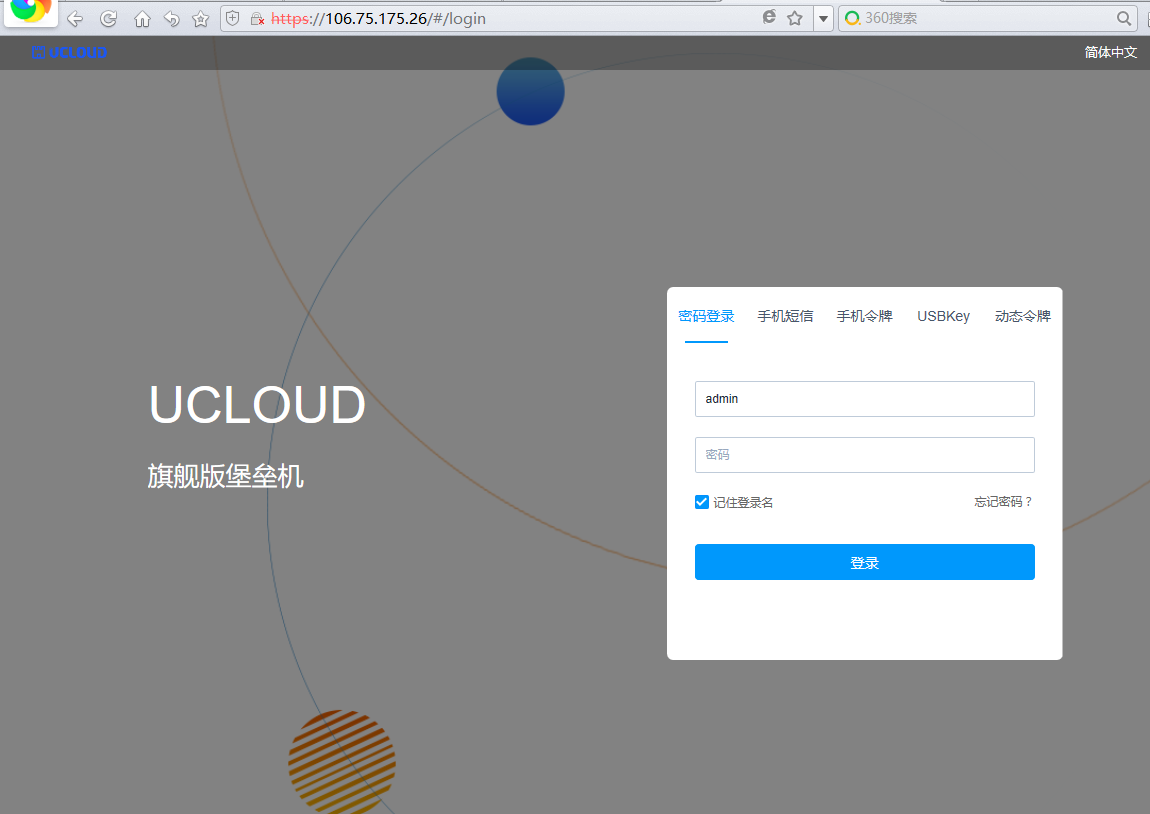 https://106.75.175.26/#/login
360搜索
UCLOUD
简体中文
密码登录 手机短信 手机令牌 USBKey 动态令牌
admin
UCLOUD
密码
旗舰版堡垒机
记住登录名 忘记密码？
登录